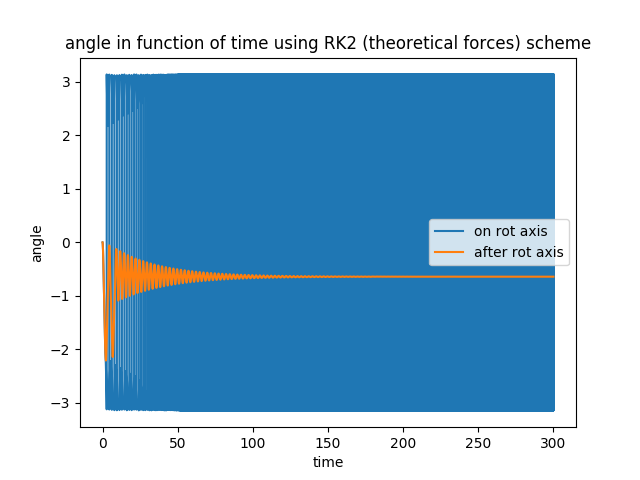 angle in function of time using RK2 (theoretical forces) scheme
3
2
1
0
−1
−2
−3
angle
on rot axis
after rot axis
0
50
100
150
200
250
300
time